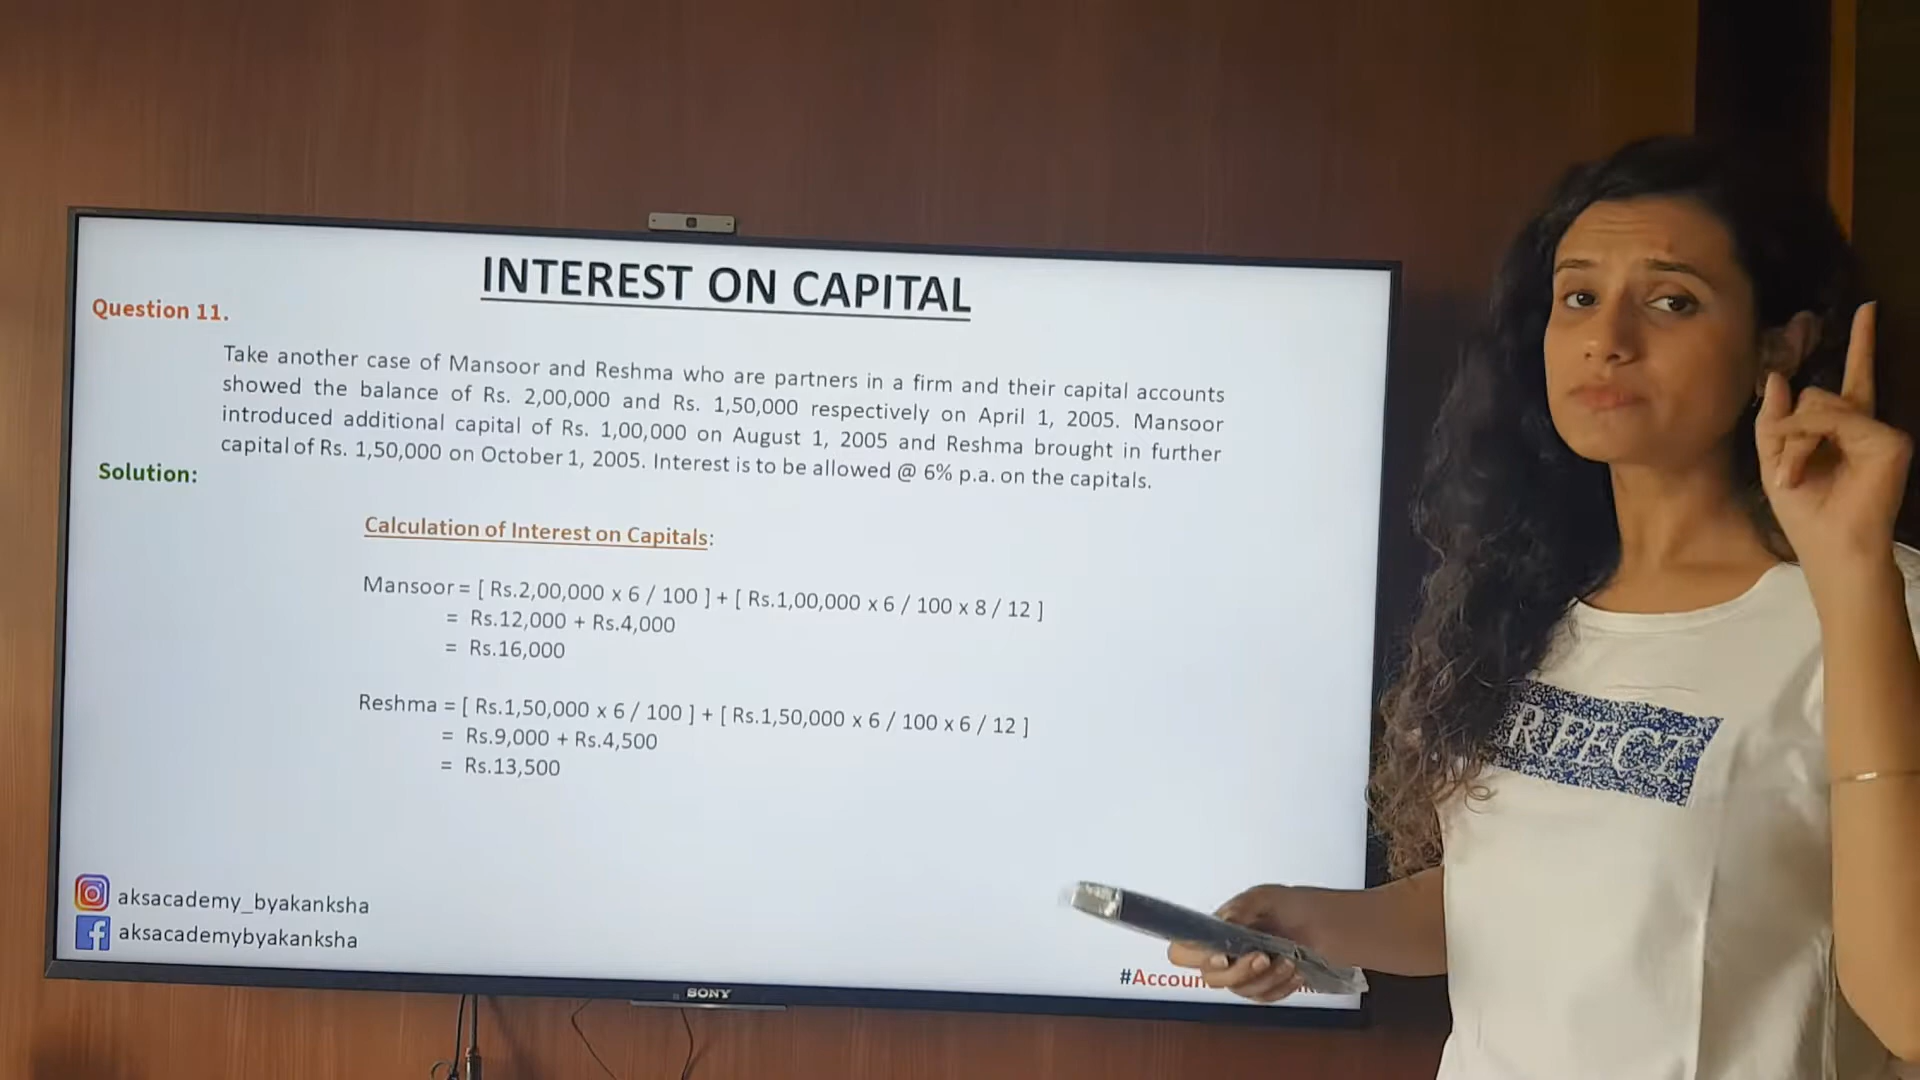 INTEREST ON CAPITAL
Question 11.
Take another case of Mansoor and Reshma who are partners in a firm and their capital accounts
showed the balance of Rs. 2,00,000 and Rs. 1,50,000 respectively on April 1, 2005. Mansoor
introduced additional capital of Rs. 1,00,000 on August 1, 2005 and Reshma brought in further
capital of Rs. 1,50,000 on October 1, 2005. Interest is to be allowed @ 6% p.a. on the capitals.
Solution:
Calculation of Interest on Capitals:
Mansoor = [ Rs.2,00,000 x 6 / 100 ] + [ Rs.1,00,000 x 6 / 100 x 8 / 12 ]
= Rs.12,000 + Rs.4,000
= Rs.16,000
Reshma = [ Rs.1,50,000 x 6 / 100 ] + [ Rs.1,50,000 x 6 / 100 x 6 / 12 ]
= Rs.9,000 + Rs.4,500
= Rs.13,500
aksacademy_byakanksha
aksacademybyakanksha
SONY